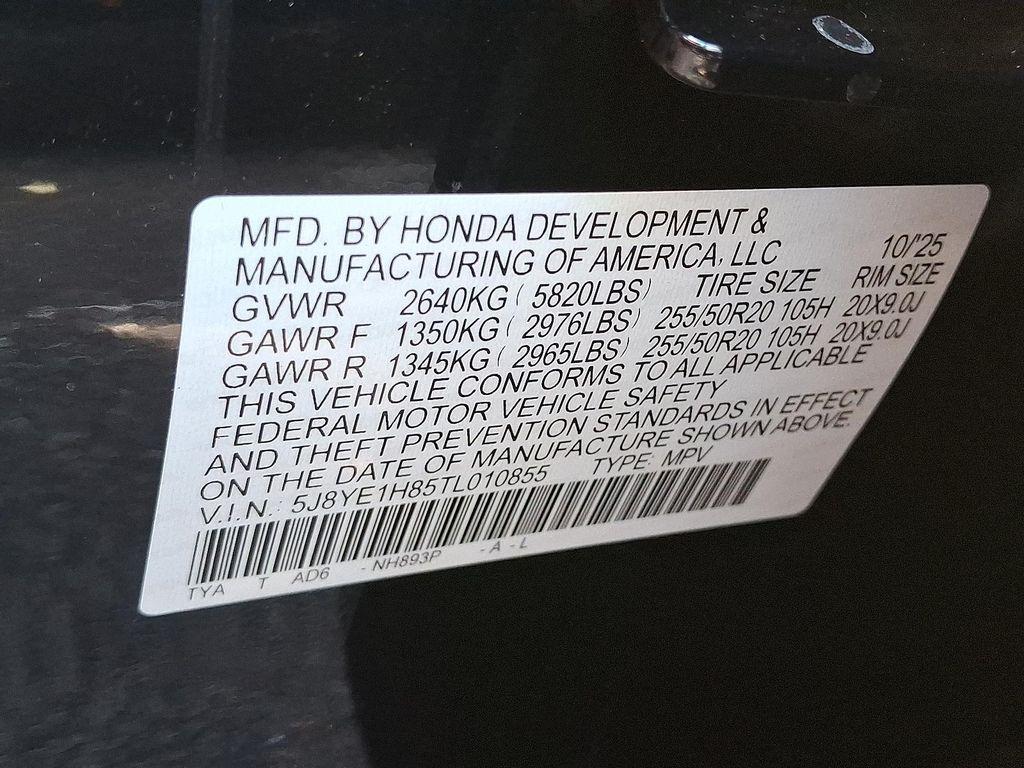 MFD. BY HONDA DEVELOPMENT &
MANUFACTURING OF AMERICA, LLC 10/'25
GVWR 2640KG ( 5820LBS) TIRE SIZE RIM SIZE
GAWR F 1350KG ( 2976LBS) 255/50R20 105H 20X9.0J
GAWR R 1345KG ( 2965LBS) 255/50R20 105H 20X9.0J
THIS VEHICLE CONFORMS TO ALL APPLICABLE
FEDERAL MOTOR VEHICLE SAFETY
AND THEFT PREVENTION STANDARDS IN EFFECT
ON THE DATE OF MANUFACTURE SHOWN ABOVE.
V.I.N.: 5J8YE1H85TL010855 TYPE: MPV
TYA T AD6 - NH893P - A - L